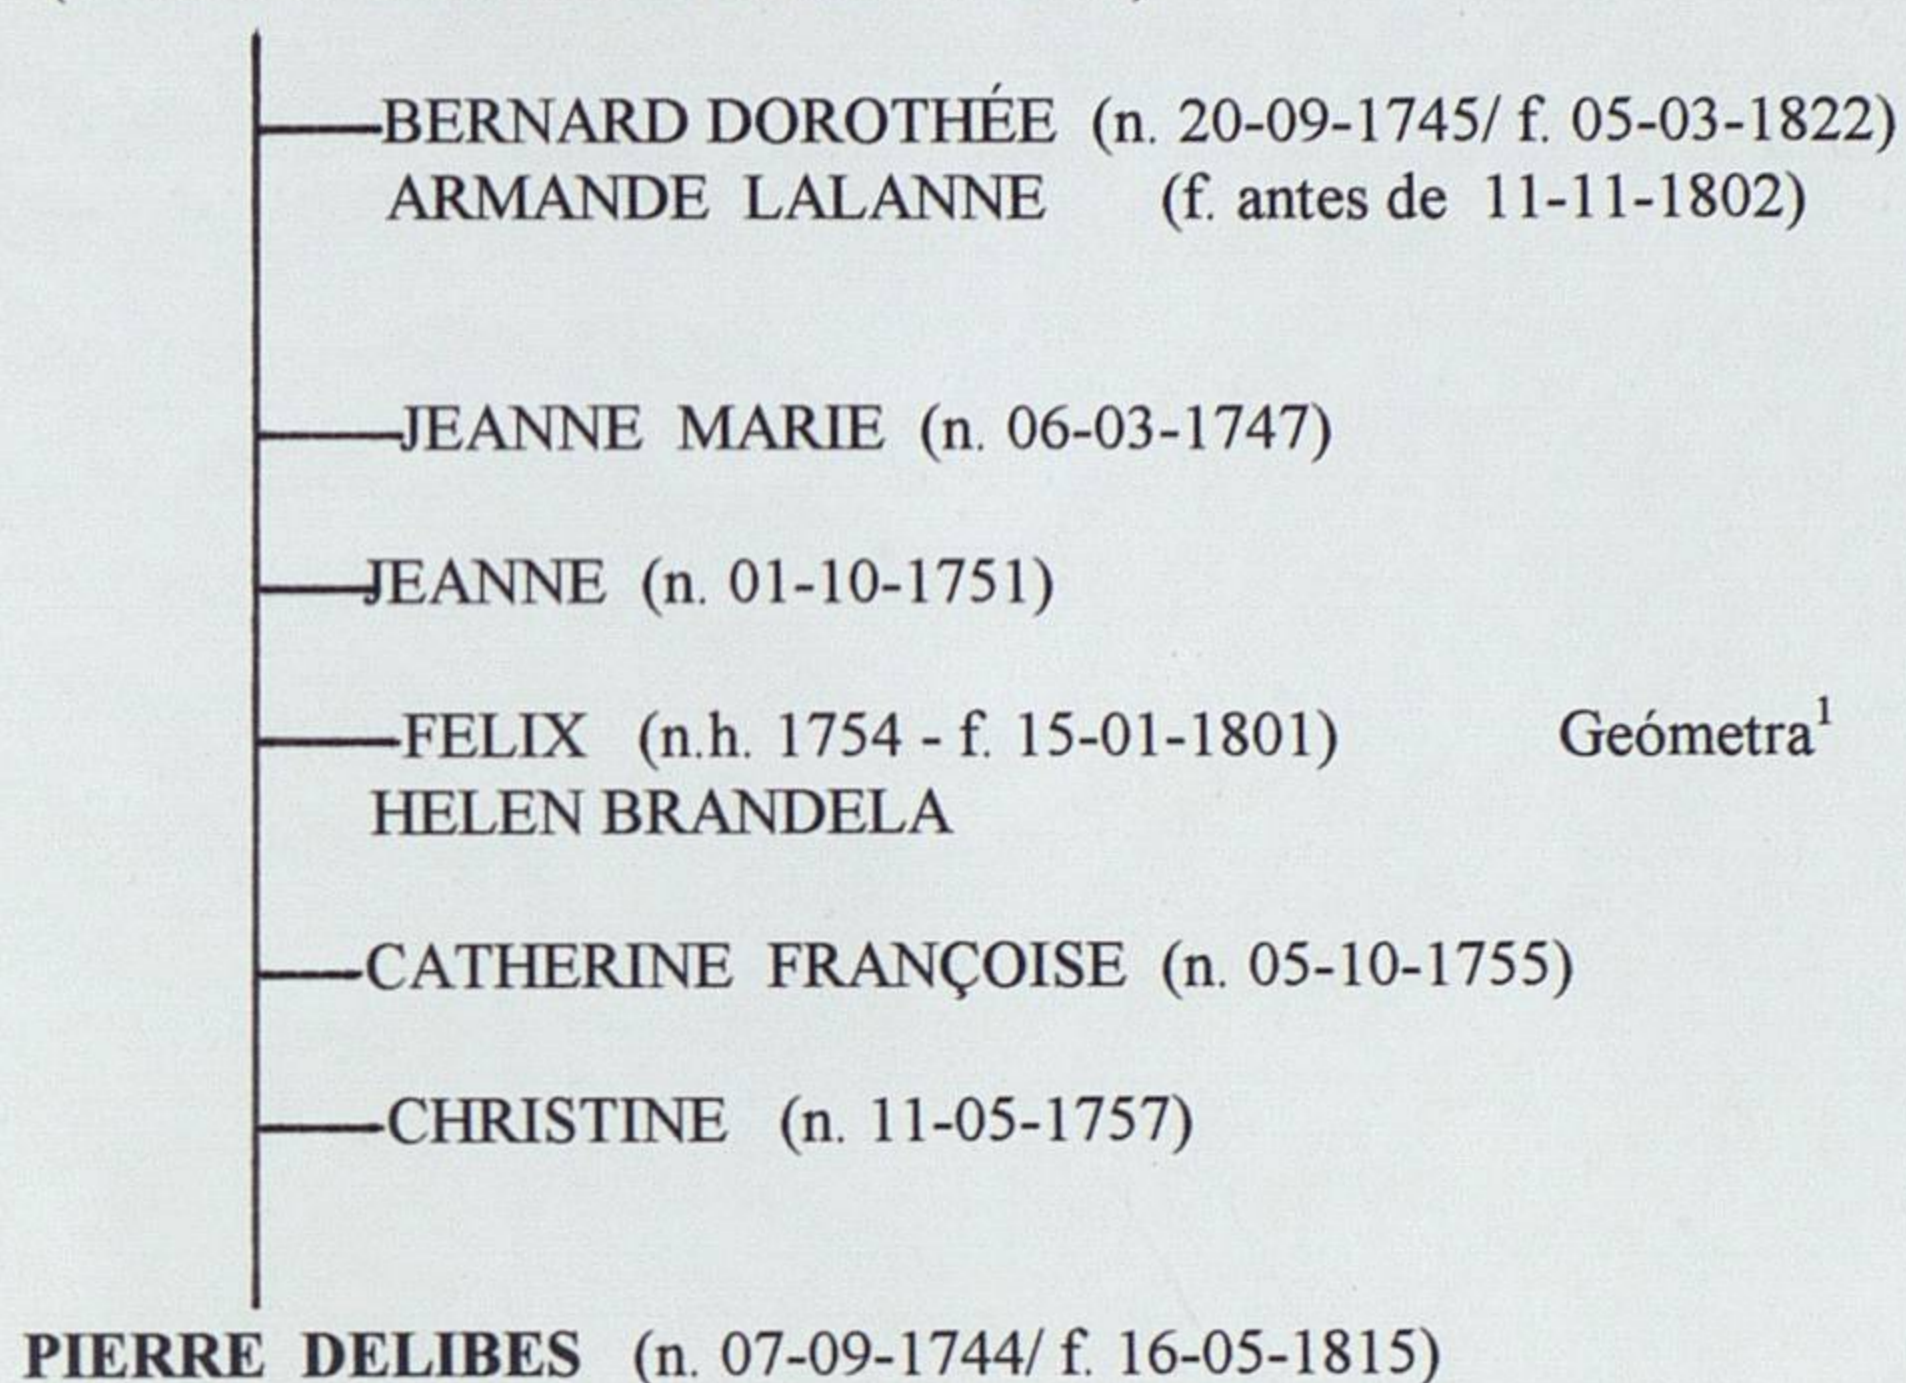 BERNARD DOROTHÉE (n. 20-09-1745/ f. 05-03-1822)
ARMANDE LALANNE (f. antes de 11-11-1802)
JEANNE MARIE (n. 06-03-1747)
JEANNE (n. 01-10-1751)
FELIX (n.h. 1754 - f. 15-01-1801) Geómetra¹
HELEN BRANDELA
CATHERINE FRANÇOISE (n. 05-10-1755)
CHRISTINE (n. 11-05-1757)
PIERRE DELIBES (n. 07-09-1744/ f. 16-05-1815)